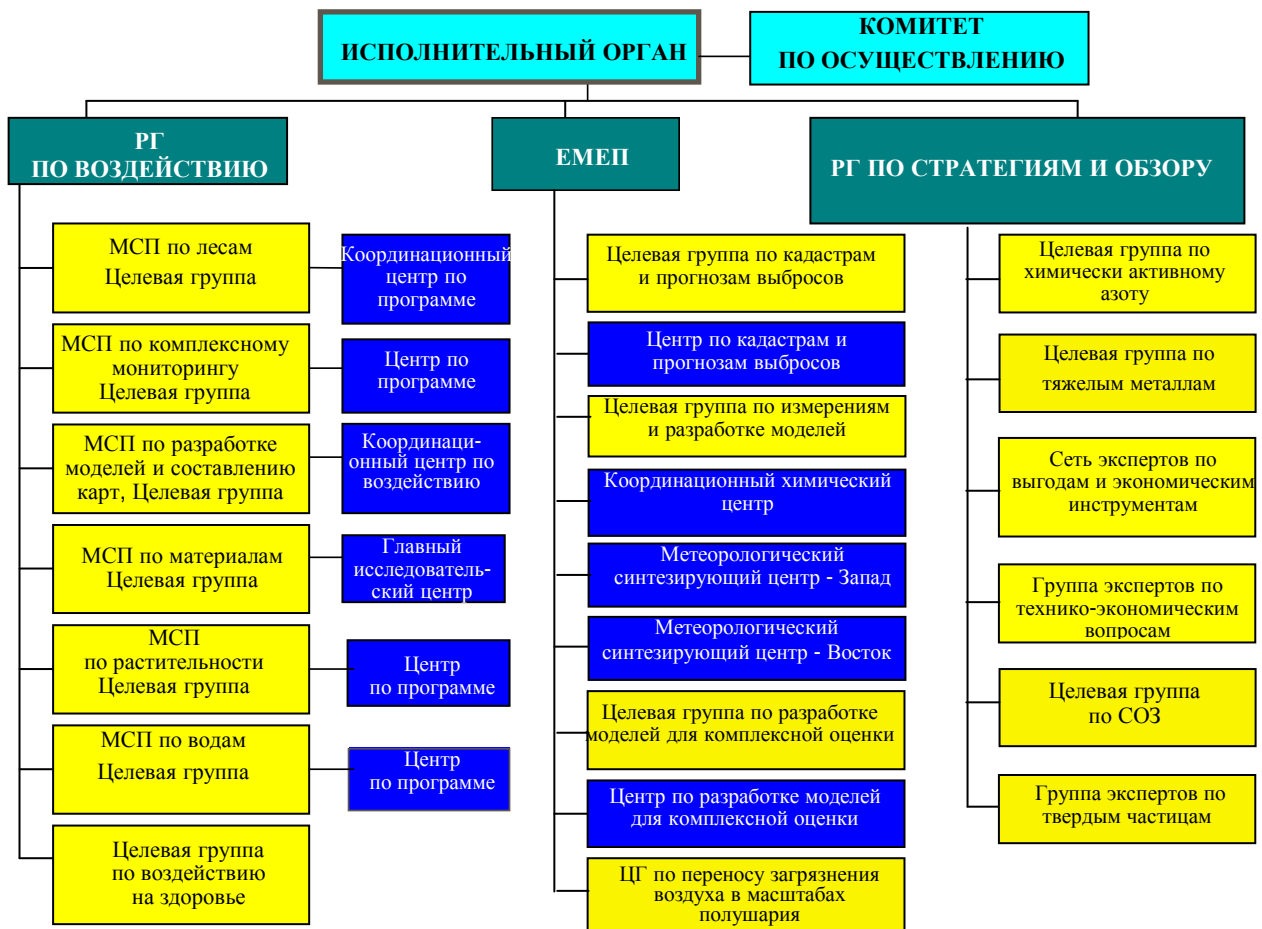 ИСПОЛНИТЕЛЬНЫЙ ОРГАН
КОМИТЕТ
ПО ОСУЩЕСТВЛЕНИЮ
РГ
ПО ВОЗДЕЙСТВИЮ
ЕМЕП
РГ ПО СТРАТЕГИЯМ И ОБЗОРУ
МСП по лесам
Целевая группа
Координационный
центр по
программе
МСП по комплексному
мониторингу
Целевая группа
Центр по
программе
МСП по разработке
моделей и составлению
карт, Целевая группа
Координаци-
онный центр по
воздействию
МСП по материалам
Целевая группа
Главный
исследователь-
ский центр
МСП
по растительности
Целевая группа
Центр
по программе
МСП по водам
Целевая группа
Центр
по программе
Целевая группа
по воздействию
на здоровье
Целевая группа по кадастрам
и прогнозам выбросов
Центр по кадастрам и
прогнозам выбросов
Целевая группа по измерениям
и разработке моделей
Координационный химический
центр
Метеорологический
синтезирующий центр - Запад
Метеорологический
синтезирующий центр - Восток
Целевая группа по разработке
моделей для комплексной оценки
Центр по разработке моделей
для комплексной оценки
ЦГ по переносу загрязнения
воздуха в масштабах
полушария
Целевая группа по
химически активному
азоту
Целевая группа по
тяжелым металлам
Сеть экспертов по
выгодам и экономическим
инструментам
Группа экспертов по
технико-экономическим
вопросам
Целевая группа
по СОЗ
Группа экспертов по
твердым частицам